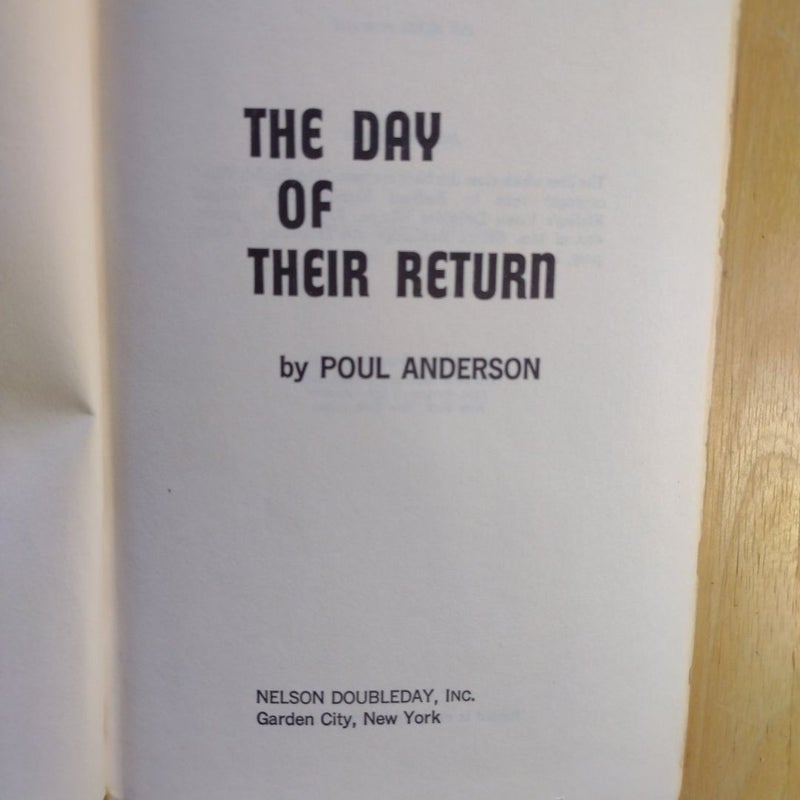 THE DAY
OF
THEIR RETURN
by POUL ANDERSON
NELSON DOUBLEDAY, INC.
Garden City, New York